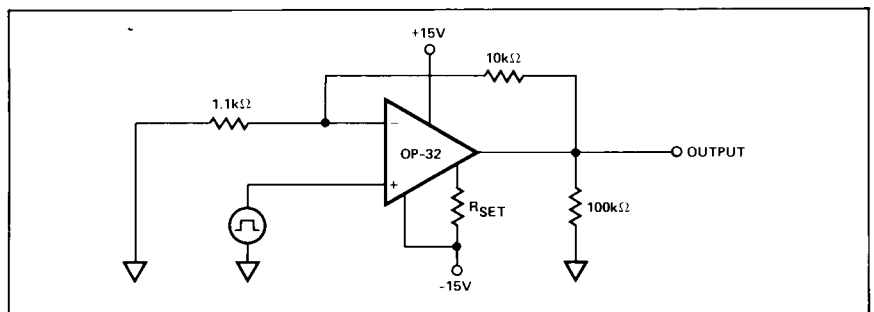 +15V
10kΩ
1.1kΩ
−
OP-32
OUTPUT
+
RSET
100kΩ
-15V